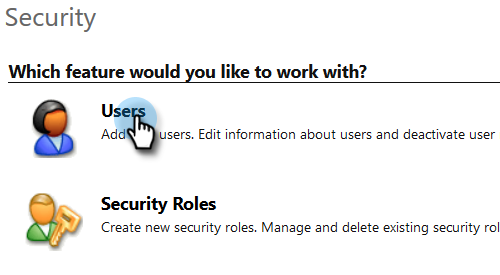 Security
Which feature would you like to work with?
Users
Add users. Edit information about users and deactivate user
Security Roles
Create new security roles. Manage and delete existing security rol